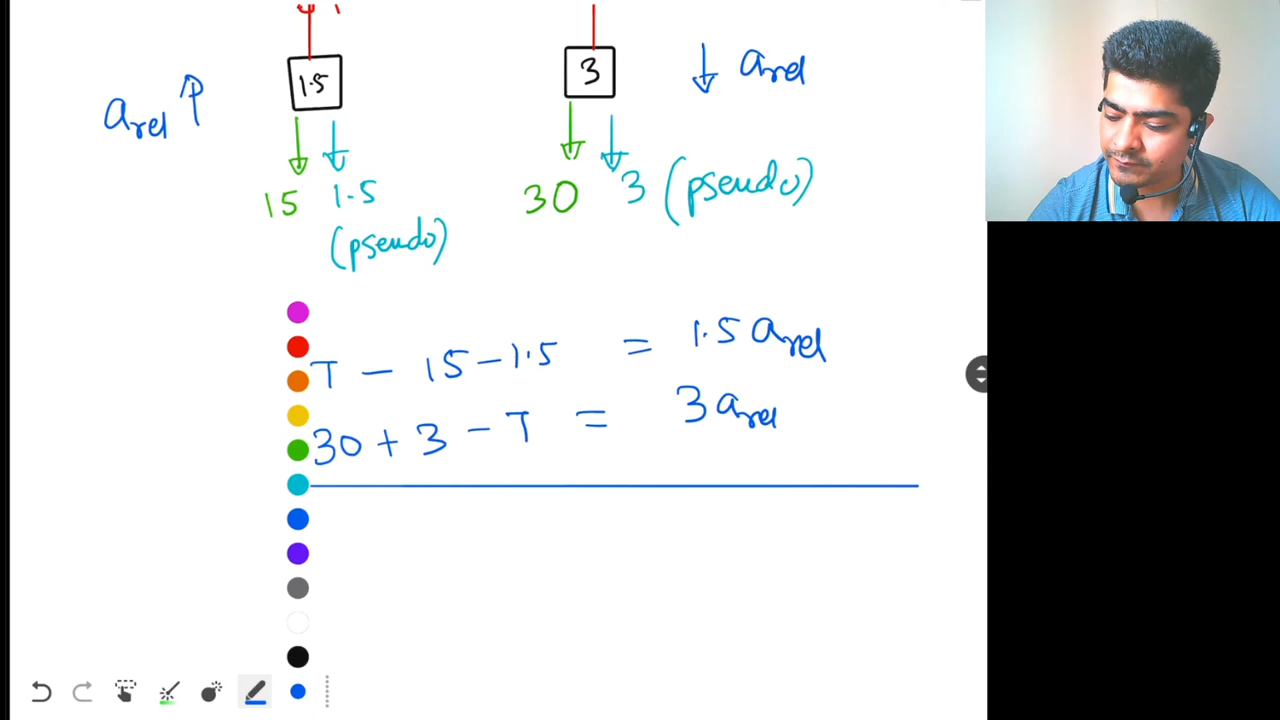 1.5
3
a_rel ↑
↓ a_rel
15 1.5
(pseudo)
30 3 (pseudo)
T - 15 - 1.5 = 1.5 a_rel
30 + 3 - T = 3 a_rel